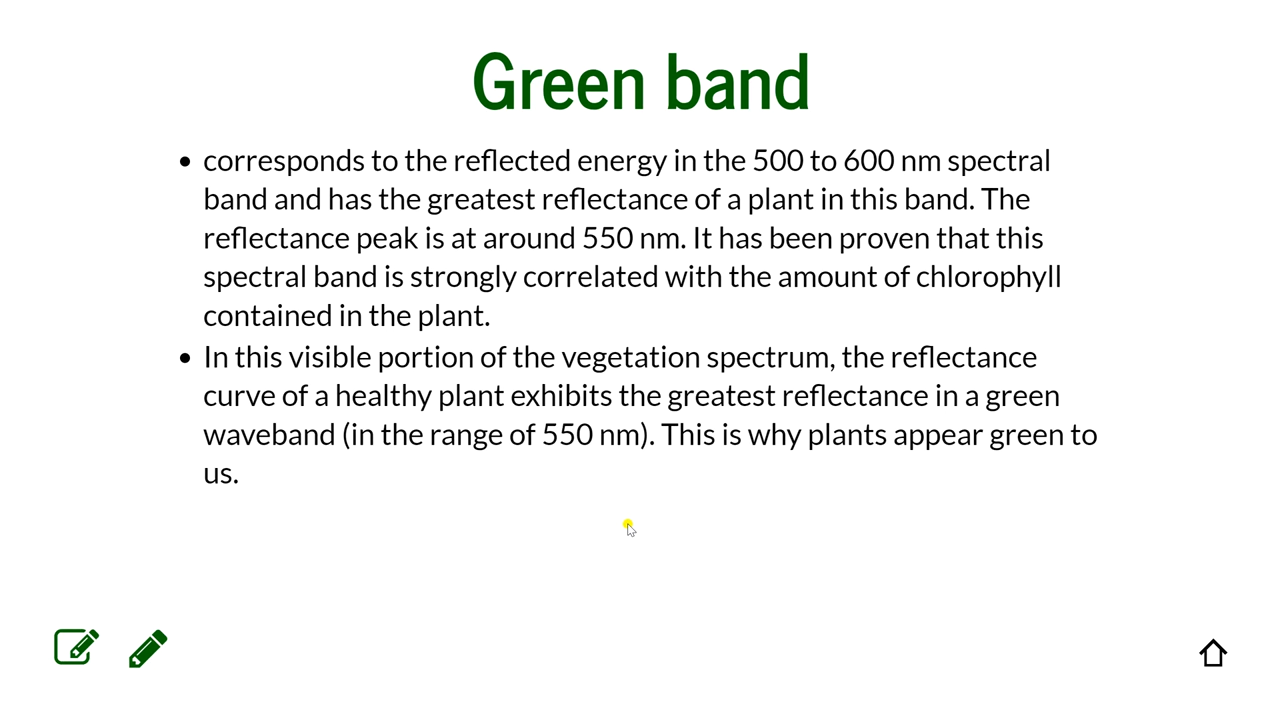 Green band
• corresponds to the reflected energy in the 500 to 600 nm spectral
band and has the greatest reflectance of a plant in this band. The
reflectance peak is at around 550 nm. It has been proven that this
spectral band is strongly correlated with the amount of chlorophyll
contained in the plant.
• In this visible portion of the vegetation spectrum, the reflectance
curve of a healthy plant exhibits the greatest reflectance in a green
waveband (in the range of 550 nm). This is why plants appear green to
us.